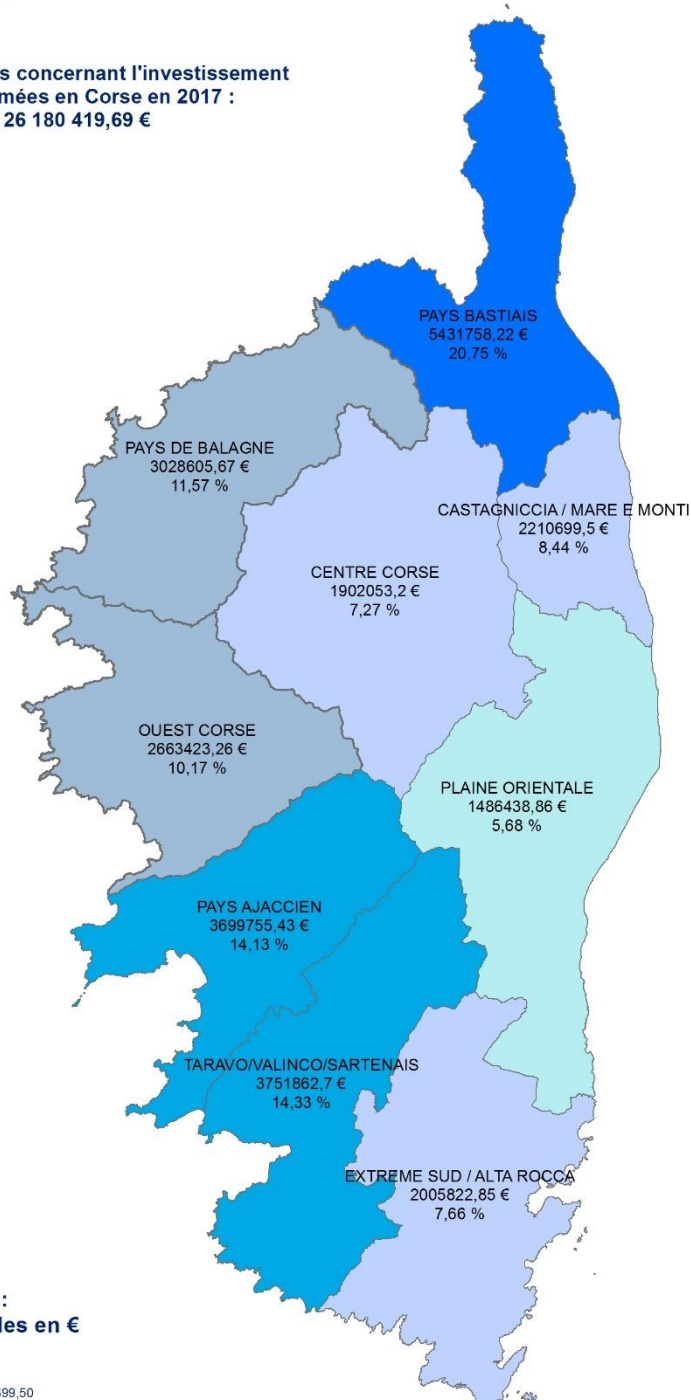 s concernant l'investissement
mées en Corse en 2017 :
26 180 419,69 €
PAYS BASTIAIS
5431758,22 €
20,75 %
PAYS DE BALAGNE
3028605,67 €
11,57 %
CASTAGNICCIA / MARE E MONTI
2210699,5 €
8,44 %
CENTRE CORSE
1902053,2 €
7,27 %
OUEST CORSE
2663423,26 €
10,17 %
PLAINE ORIENTALE
1486438,86 €
5,68 %
PAYS AJACCIEN
3699755,43 €
14,13 %
TARAVO/VALINCO/SARTENAIS
3751862,7 €
14,33 %
EXTREME SUD / ALTA ROCCA
2005822,85 €
7,66 %
:
les en €
699,50